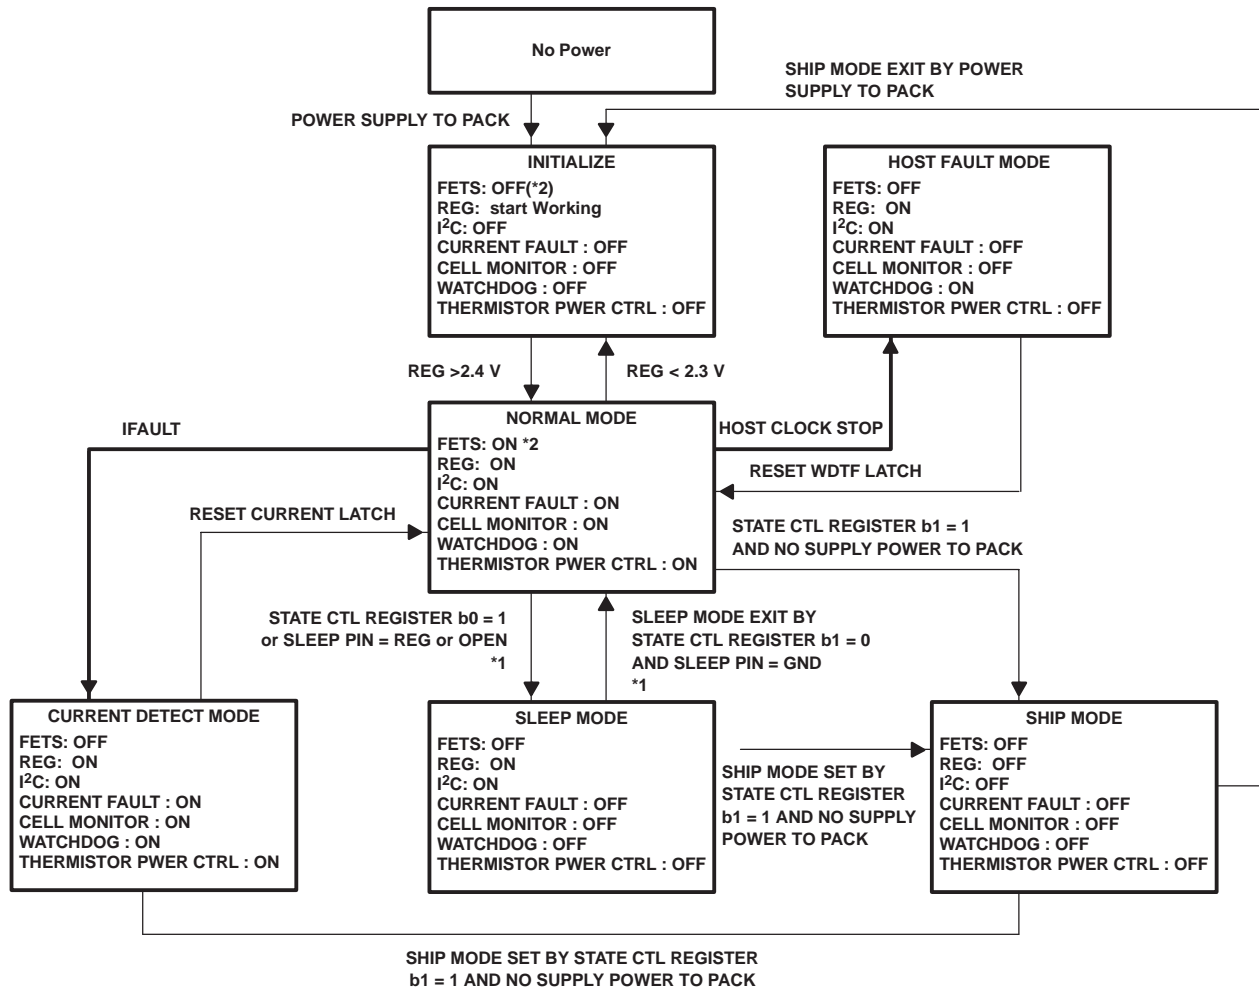 No Power
SHIP MODE EXIT BY POWER
SUPPLY TO PACK
POWER SUPPLY TO PACK
INITIALIZE
FETS: OFF(*2)
REG:  start Working
I2C: OFF
CURRENT FAULT : OFF
CELL MONITOR : OFF
WATCHDOG : OFF
THERMISTOR PWER CTRL : OFF
HOST FAULT MODE
FETS: OFF
REG:  ON
I2C: ON
CURRENT FAULT : OFF
CELL MONITOR : OFF
WATCHDOG : ON
THERMISTOR PWER CTRL : OFF
REG >2.4 V
REG < 2.3 V
IFAULT
NORMAL MODE
FETS: ON *2
REG:  ON
I2C: ON
CURRENT FAULT : ON
CELL MONITOR : ON
WATCHDOG : ON
THERMISTOR PWER CTRL : ON
HOST CLOCK STOP
RESET WDTF LATCH
RESET CURRENT LATCH
STATE CTL REGISTER b1 = 1
AND NO SUPPLY POWER TO PACK
STATE CTL REGISTER b0 = 1
or SLEEP PIN = REG or OPEN
*1
SLEEP MODE EXIT BY
STATE CTL REGISTER b1 = 0
AND SLEEP PIN = GND
*1
CURRENT DETECT MODE
FETS: OFF
REG:  ON
I2C: ON
CURRENT FAULT : ON
CELL MONITOR : ON
WATCHDOG : ON
THERMISTOR PWER CTRL : ON
SLEEP MODE
FETS: OFF
REG:  ON
I2C: ON
CURRENT FAULT : OFF
CELL MONITOR : OFF
WATCHDOG : OFF
THERMISTOR PWER CTRL : OFF
SHIP MODE SET BY
STATE CTL REGISTER
b1 = 1 AND NO SUPPLY
POWER TO PACK
SHIP MODE
FETS: OFF
REG:  OFF
I2C: OFF
CURRENT FAULT : OFF
CELL MONITOR : OFF
WATCHDOG : OFF
THERMISTOR PWER CTRL : OFF
SHIP MODE SET BY STATE CTL REGISTER
b1 = 1 AND NO SUPPLY POWER TO PACK